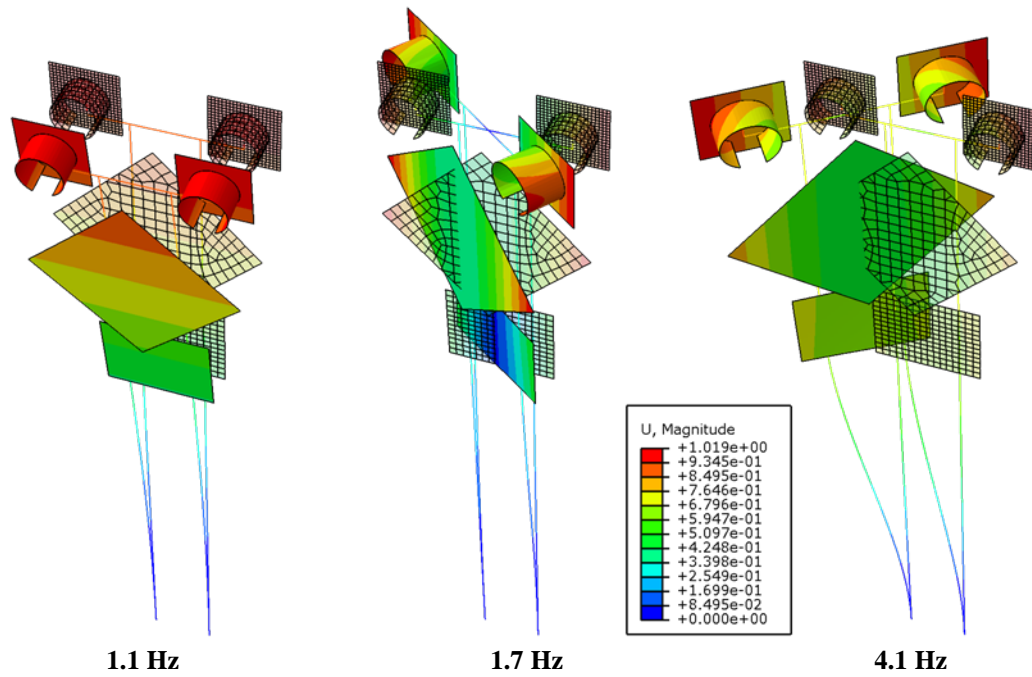 U, Magnitude
+1.019e+00
+9.345e-01
+8.495e-01
+7.646e-01
+6.796e-01
+5.947e-01
+5.097e-01
+4.248e-01
+3.398e-01
+2.549e-01
+1.699e-01
+8.495e-02
+0.000e+00
1.1 Hz
1.7 Hz
4.1 Hz